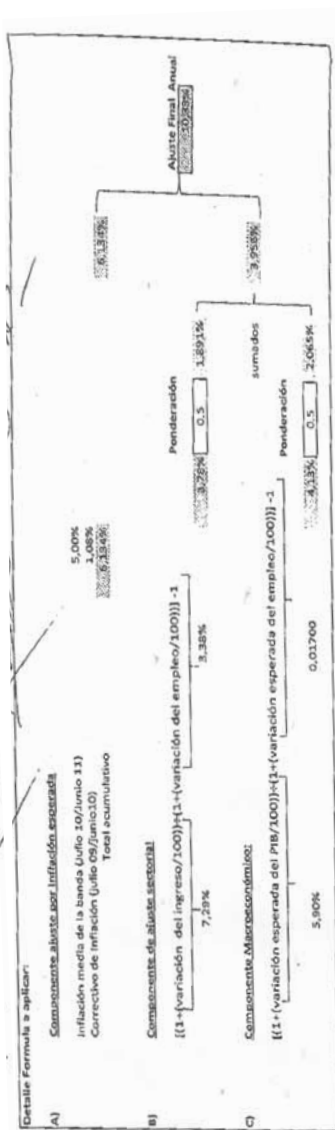 Detalle Formula a aplicar:
A) Componente ajuste por inflación esperada
Inflación media de la banda (Julio 10/Junio 11) 5,00%
Correctivo de inflación (julio 09/junio10) 1,08%
Total acumulativo 6,134% 6,134%
B) Componente de ajuste sectorial
Ponderación
[(1+(variación del ingreso/100))÷(1+(variación del empleo/100))] -1 3,78% 0,5 1,891%
7,29% 3,38%
Ajuste Final Anual
sumados 3,956%
C) Componente Macroeconómico:
Ponderación
[(1+(variación esperada del PIB/100))÷(1+(variación esperada del empleo/100))] -1 4,13% 0,5 2,065%
5,90% 0,01700